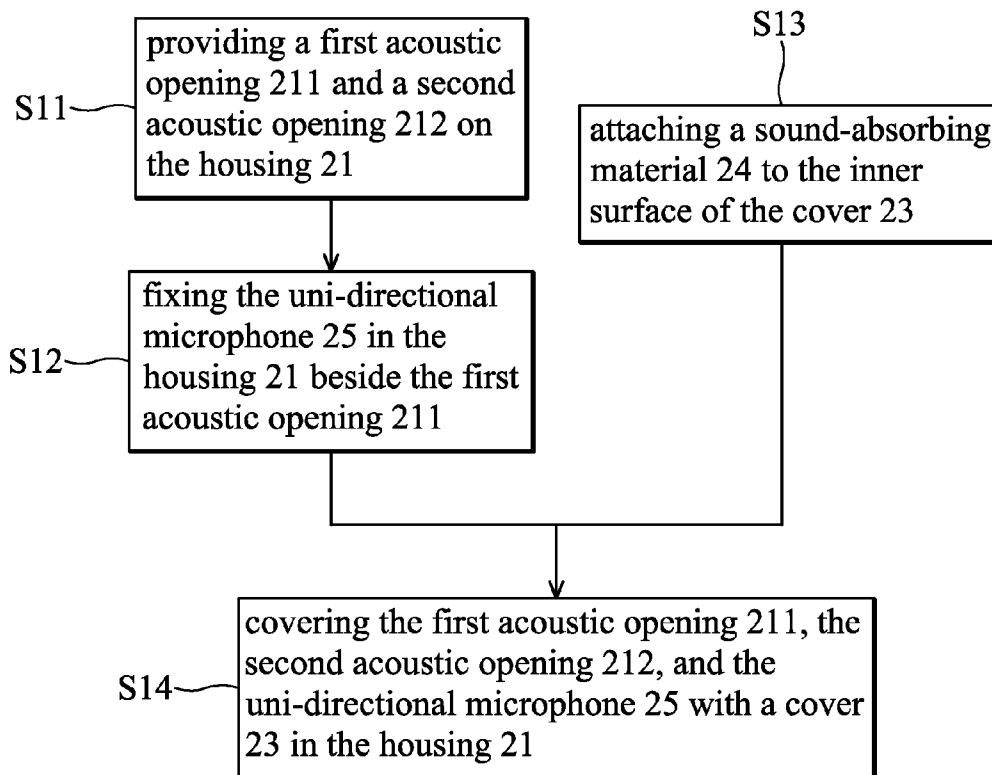 S11
providing a first acoustic
opening 211 and a second
acoustic opening 212 on
the housing 21
S13
attaching a sound-absorbing
material 24 to the inner
surface of the cover 23
S12
fixing the uni-directional
microphone 25 in the
housing 21 beside the first
acoustic opening 211
S14
covering the first acoustic opening 211, the
second acoustic opening 212, and the
uni-directional microphone 25 with a cover
23 in the housing 21